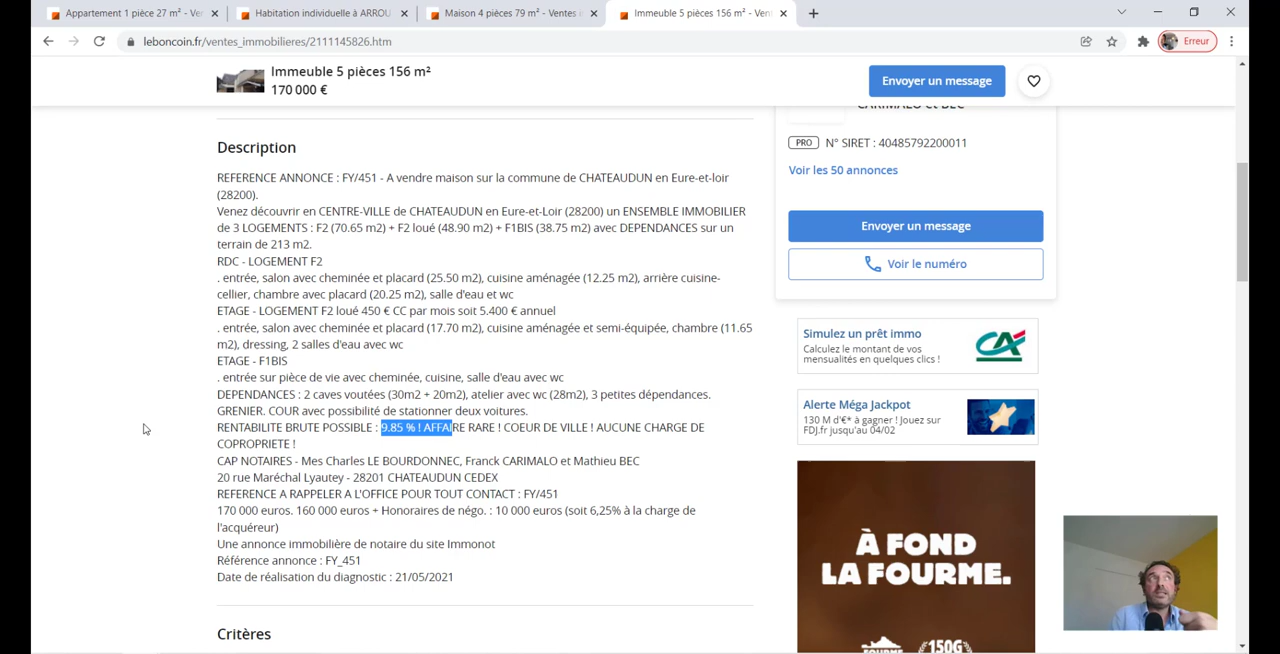 Appartement 1 pièce 27 m² - Ve
Habitation individuelle à ARROU
Maison 4 pièces 79 m² - Ventes i
Immeuble 5 pièces 156 m² - Ven
leboncoin.fr/ventes_immobilieres/2111145826.htm
Erreur
Immeuble 5 pièces 156 m²
170 000 €
Envoyer un message
CARIMALO et BEC
PRO N° SIRET : 40485792200011
Voir les 50 annonces
Envoyer un message
Voir le numéro
Description
REFERENCE ANNONCE : FY/451 - A vendre maison sur la commune de CHATEAUDUN en Eure-et-loir
(28200).
Venez découvrir en CENTRE-VILLE de CHATEAUDUN en Eure-et-Loir (28200) un ENSEMBLE IMMOBILIER
de 3 LOGEMENTS : F2 (70.65 m2) + F2 loué (48.90 m2) + F1BIS (38.75 m2) avec DEPENDANCES sur un
terrain de 213 m2.
RDC - LOGEMENT F2
. entrée, salon avec cheminée et placard (25.50 m2), cuisine aménagée (12.25 m2), arrière cuisine-
cellier, chambre avec placard (20.25 m2), salle d'eau et wc
ETAGE - LOGEMENT F2 loué 450 € CC par mois soit 5.400 € annuel
. entrée, salon avec cheminée et placard (17.70 m2), cuisine aménagée et semi-équipée, chambre (11.65
m2), dressing, 2 salles d'eau avec wc
ETAGE - F1BIS
. entrée sur pièce de vie avec cheminée, cuisine, salle d'eau avec wc
DEPENDANCES : 2 caves voutées (30m2 + 20m2), atelier avec wc (28m2), 3 petites dépendances.
GRENIER. COUR avec possibilité de stationner deux voitures.
RENTABILITE BRUTE POSSIBLE : 9.85 % ! AFFAIRE RARE ! COEUR DE VILLE ! AUCUNE CHARGE DE
COPROPRIETE !
CAP NOTAIRES - Mes Charles LE BOURDONNEC, Franck CARIMALO et Mathieu BEC
20 rue Maréchal Lyautey - 28201 CHATEAUDUN CEDEX
REFERENCE A RAPPELER A L'OFFICE POUR TOUT CONTACT : FY/451
170 000 euros. 160 000 euros + Honoraires de négo. : 10 000 euros (soit 6,25% à la charge de
l'acquéreur)
Une annonce immobilière de notaire du site Immonot
Référence annonce : FY_451
Date de réalisation du diagnostic : 21/05/2021
Critères
Simulez un prêt immo
Calculez le montant de vos
mensualités en quelques clics !
Alerte Méga Jackpot
130 M d'€* à gagner ! Jouez sur
FDJ.fr jusqu'au 04/02
À FOND
LA FOURME.
FOURME
150G